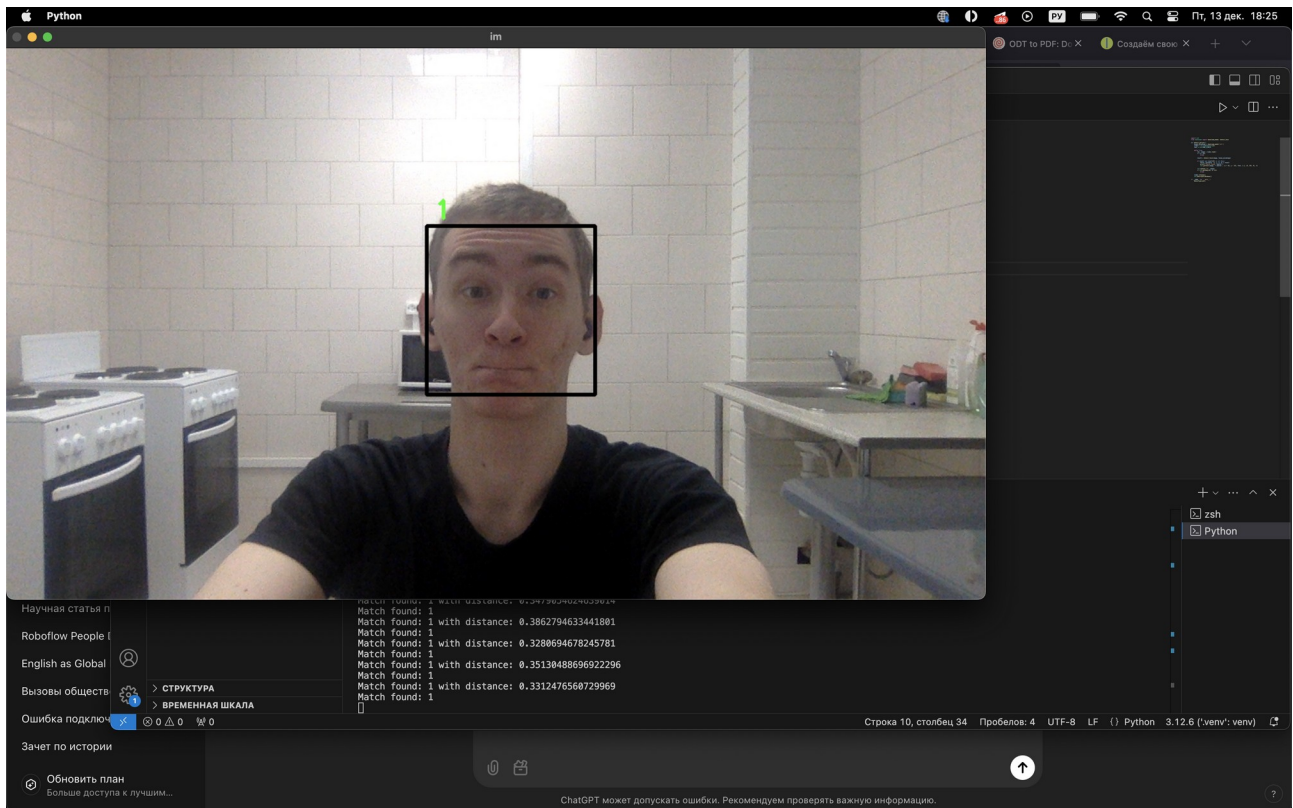 Python
.86
РУ
Пт, 13 дек. 18:25
im
ODT to PDF: Do
Создаём свою
1
zsh
Python
Match found: 1
Match found: 1 with distance: 0.3862794633441801
Match found: 1
Match found: 1 with distance: 0.3280694678245781
Match found: 1
Match found: 1 with distance: 0.35130488696922296
Match found: 1
Match found: 1 with distance: 0.3312476560729969
Match found: 1
Научная статья п
Roboflow People
English as Global
Вызовы обществ
Ошибка подключ
Зачет по истории
Обновить план
Больше доступа к лучшим...
1
СТРУКТУРА
ВРЕМЕННАЯ ШКАЛА
0 0 0
Строка 10, столбец 34 Пробелов: 4 UTF-8 LF {} Python 3.12.6 ('.venv': venv)
ChatGPT может допускать ошибки. Рекомендуем проверять важную информацию.
?